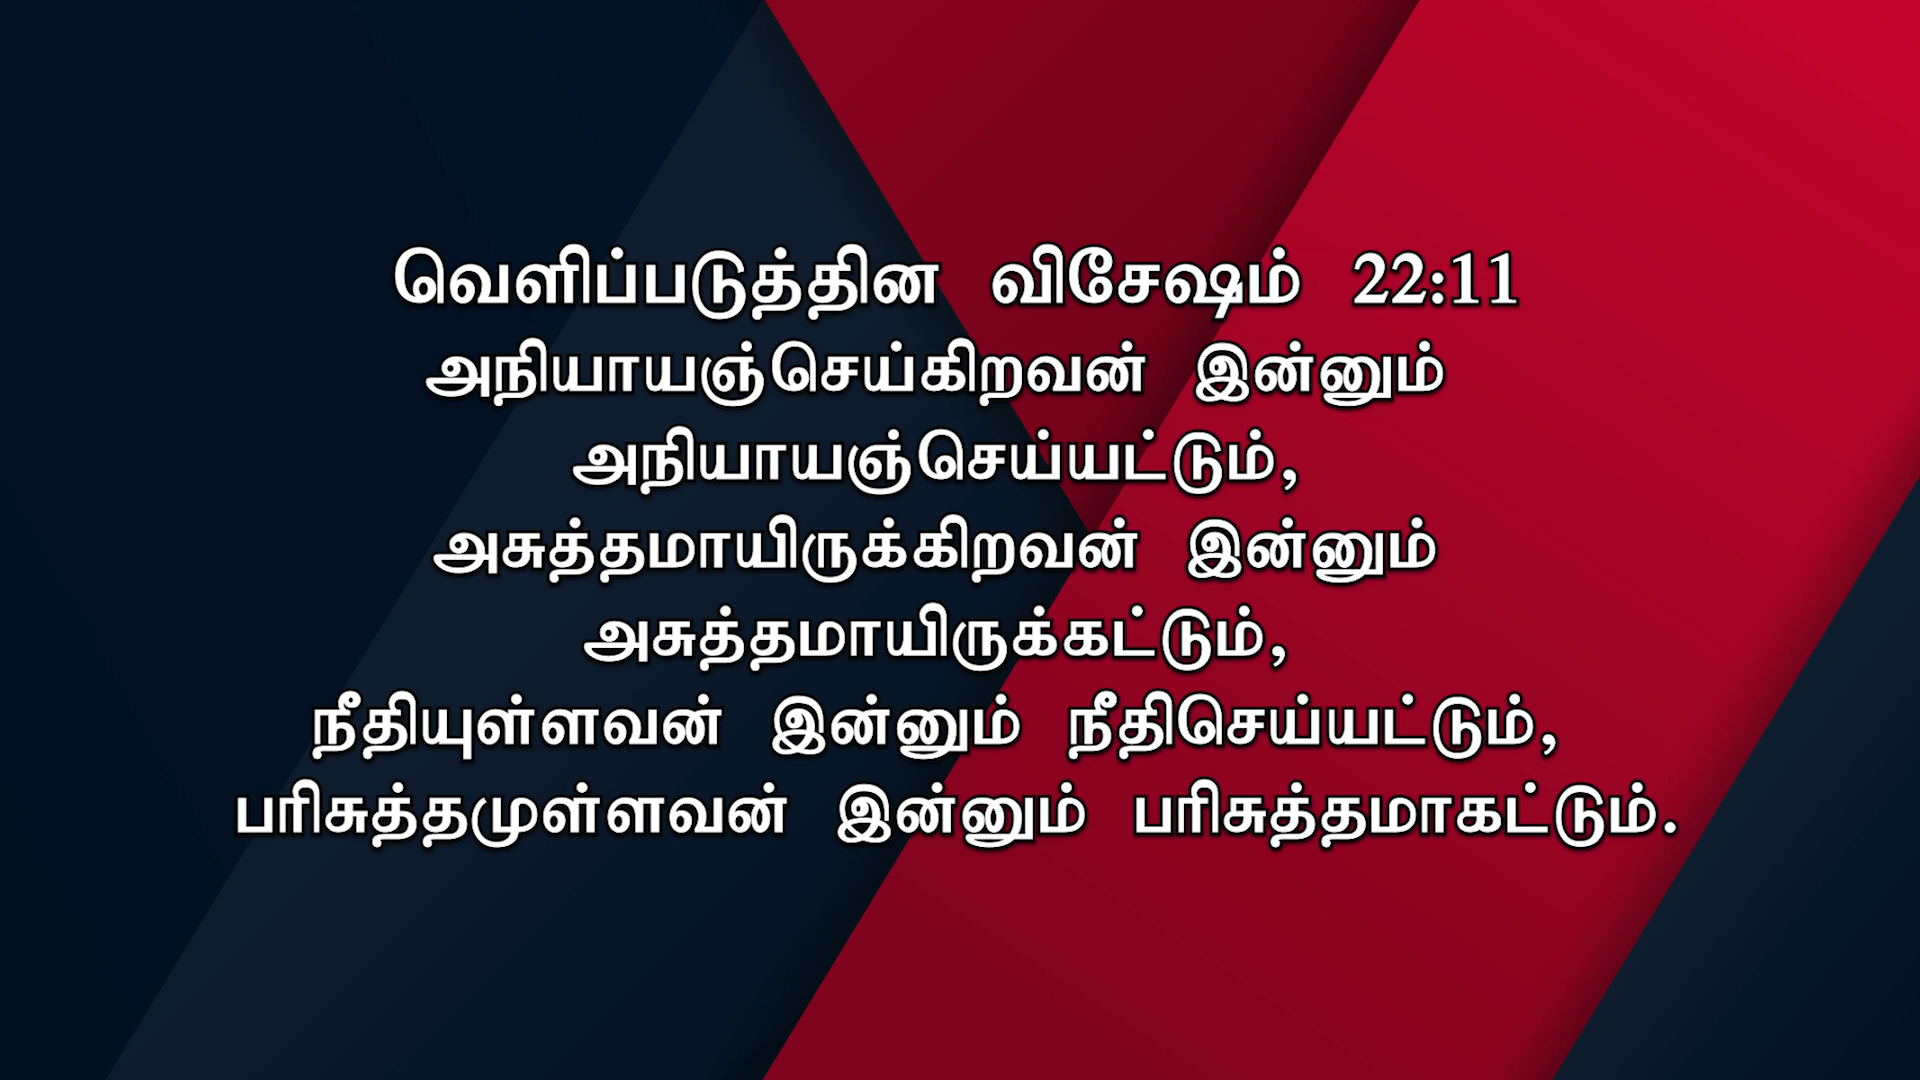 வெளிப்படுத்தின விசேஷம் 22:11
அநியாயஞ்செய்கிறவன் இன்னும்
அநியாயஞ்செய்யட்டும்,
அசுத்தமாயிருக்கிறவன் இன்னும்
அசுத்தமாயிருக்கட்டும்,
நீதியுள்ளவன் இன்னும் நீதிசெய்யட்டும்,
பரிசுத்தமுள்ளவன் இன்னும் பரிசுத்தமாகட்டும்.